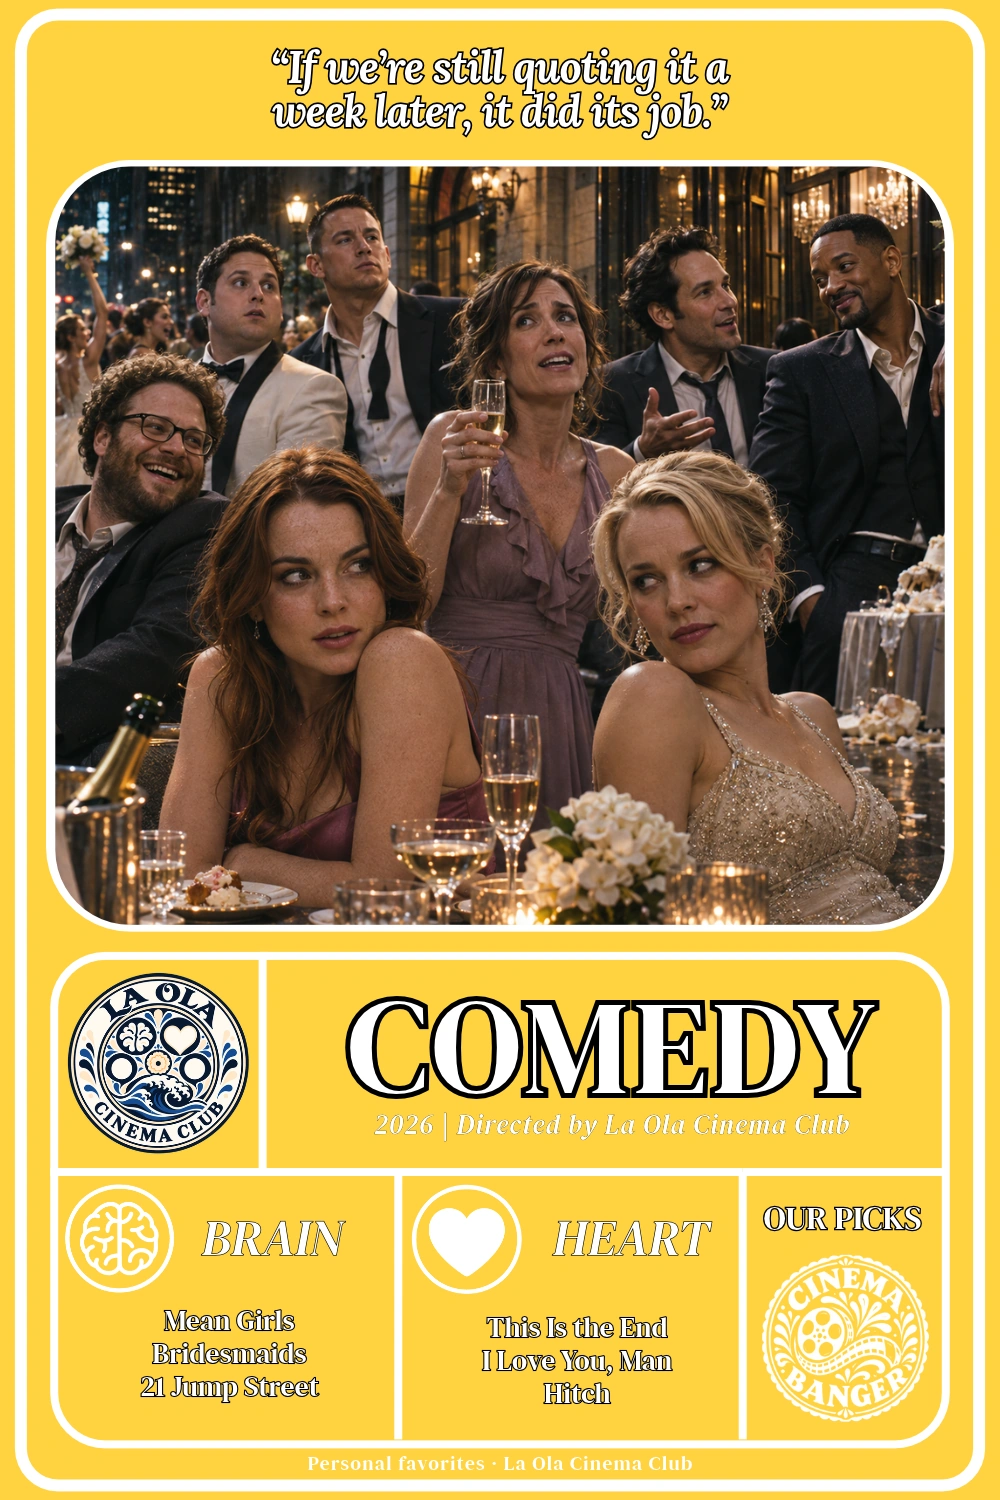 “If we’re still quoting it a
week later, it did its job.”
LA OLA
CINEMA CLUB
COMEDY
2026 | Directed by La Ola Cinema Club
BRAIN
Mean Girls
Bridesmaids
21 Jump Street
HEART
This Is the End
I Love You, Man
Hitch
OUR PICKS
CINEMA
BANGER
Personal favorites · La Ola Cinema Club